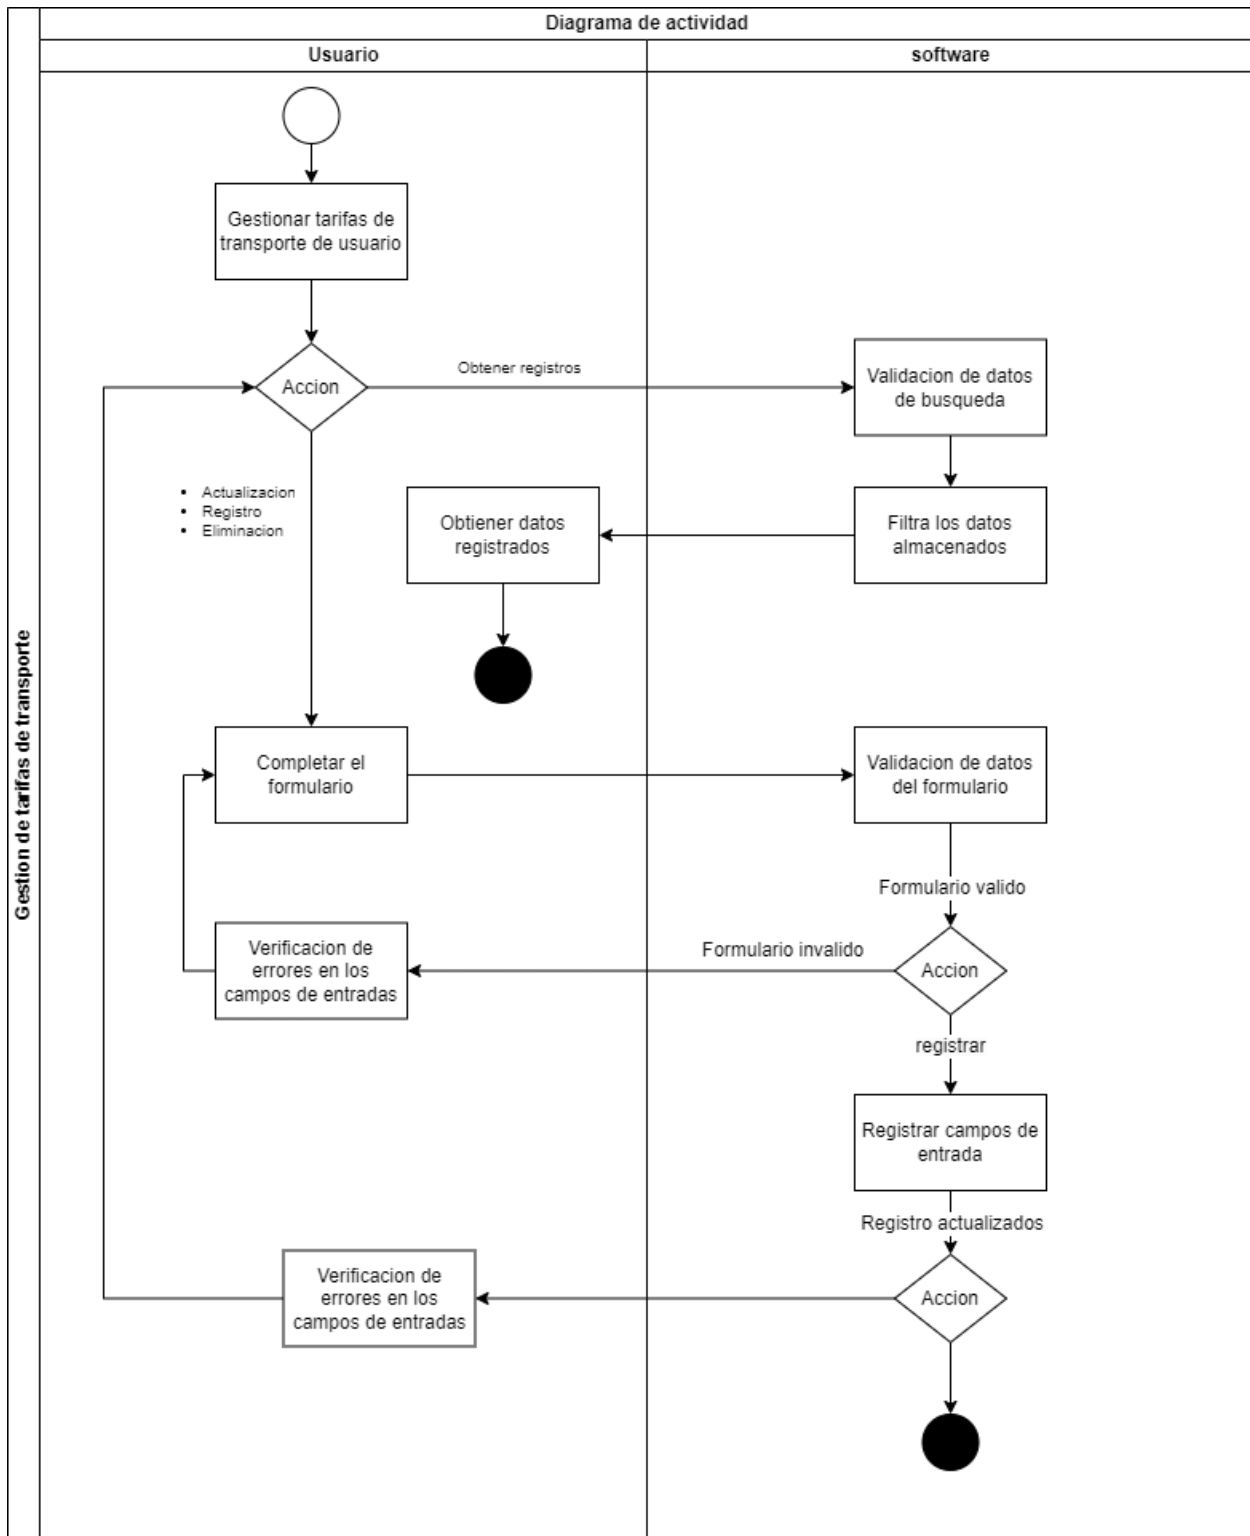 Diagrama de actividad
Usuario
software
Gestion de tarifas de transporte
Gestionar tarifas de
transporte de usuario
Accion
Obtener registros
Validacion de datos
de busqueda
Actualizacion
Registro
Eliminacion
Obtiener datos
registrados
Filtra los datos
almacenados
Completar el
formulario
Validacion de datos
del formulario
Formulario valido
Verificacion de
errores en los
campos de entradas
Formulario invalido
Accion
registrar
Registrar campos de
entrada
Registro actualizados
Verificacion de
errores en los
campos de entradas
Accion